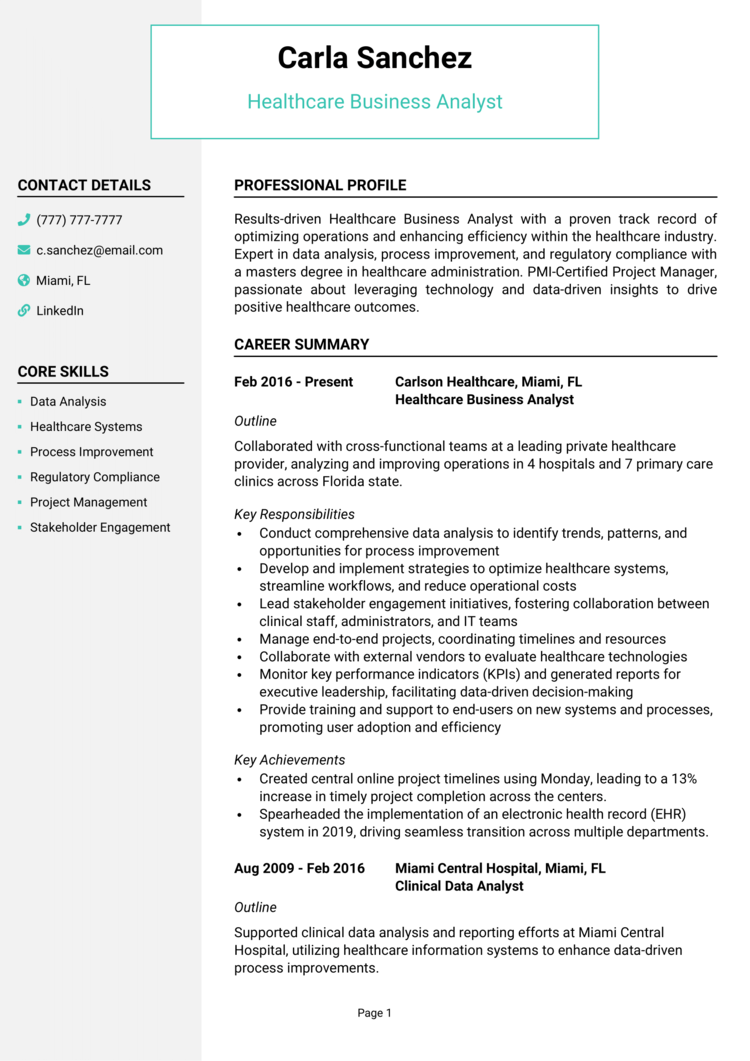 Carla Sanchez
Healthcare Business Analyst
CONTACT DETAILS
(777) 777-7777
c.sanchez@email.com
Miami, FL
LinkedIn
CORE SKILLS
▪ Data Analysis
▪ Healthcare Systems
▪ Process Improvement
▪ Regulatory Compliance
▪ Project Management
▪ Stakeholder Engagement
PROFESSIONAL PROFILE
Results-driven Healthcare Business Analyst with a proven track record of
optimizing operations and enhancing efficiency within the healthcare industry.
Expert in data analysis, process improvement, and regulatory compliance with
a masters degree in healthcare administration. PMI-Certified Project Manager,
passionate about leveraging technology and data-driven insights to drive
positive healthcare outcomes.
CAREER SUMMARY
Feb 2016 - Present Carlson Healthcare, Miami, FL
Healthcare Business Analyst
Outline
Collaborated with cross-functional teams at a leading private healthcare
provider, analyzing and improving operations in 4 hospitals and 7 primary care
clinics across Florida state.
Key Responsibilities
• Conduct comprehensive data analysis to identify trends, patterns, and
opportunities for process improvement
• Develop and implement strategies to optimize healthcare systems,
streamline workflows, and reduce operational costs
• Lead stakeholder engagement initiatives, fostering collaboration between
clinical staff, administrators, and IT teams
• Manage end-to-end projects, coordinating timelines and resources
• Collaborate with external vendors to evaluate healthcare technologies
• Monitor key performance indicators (KPIs) and generated reports for
executive leadership, facilitating data-driven decision-making
• Provide training and support to end-users on new systems and processes,
promoting user adoption and efficiency
Key Achievements
• Created central online project timelines using Monday, leading to a 13%
increase in timely project completion across the centers.
• Spearheaded the implementation of an electronic health record (EHR)
system in 2019, driving seamless transition across multiple departments.
Aug 2009 - Feb 2016 Miami Central Hospital, Miami, FL
Clinical Data Analyst
Outline
Supported clinical data analysis and reporting efforts at Miami Central
Hospital, utilizing healthcare information systems to enhance data-driven
process improvements.
Page 1